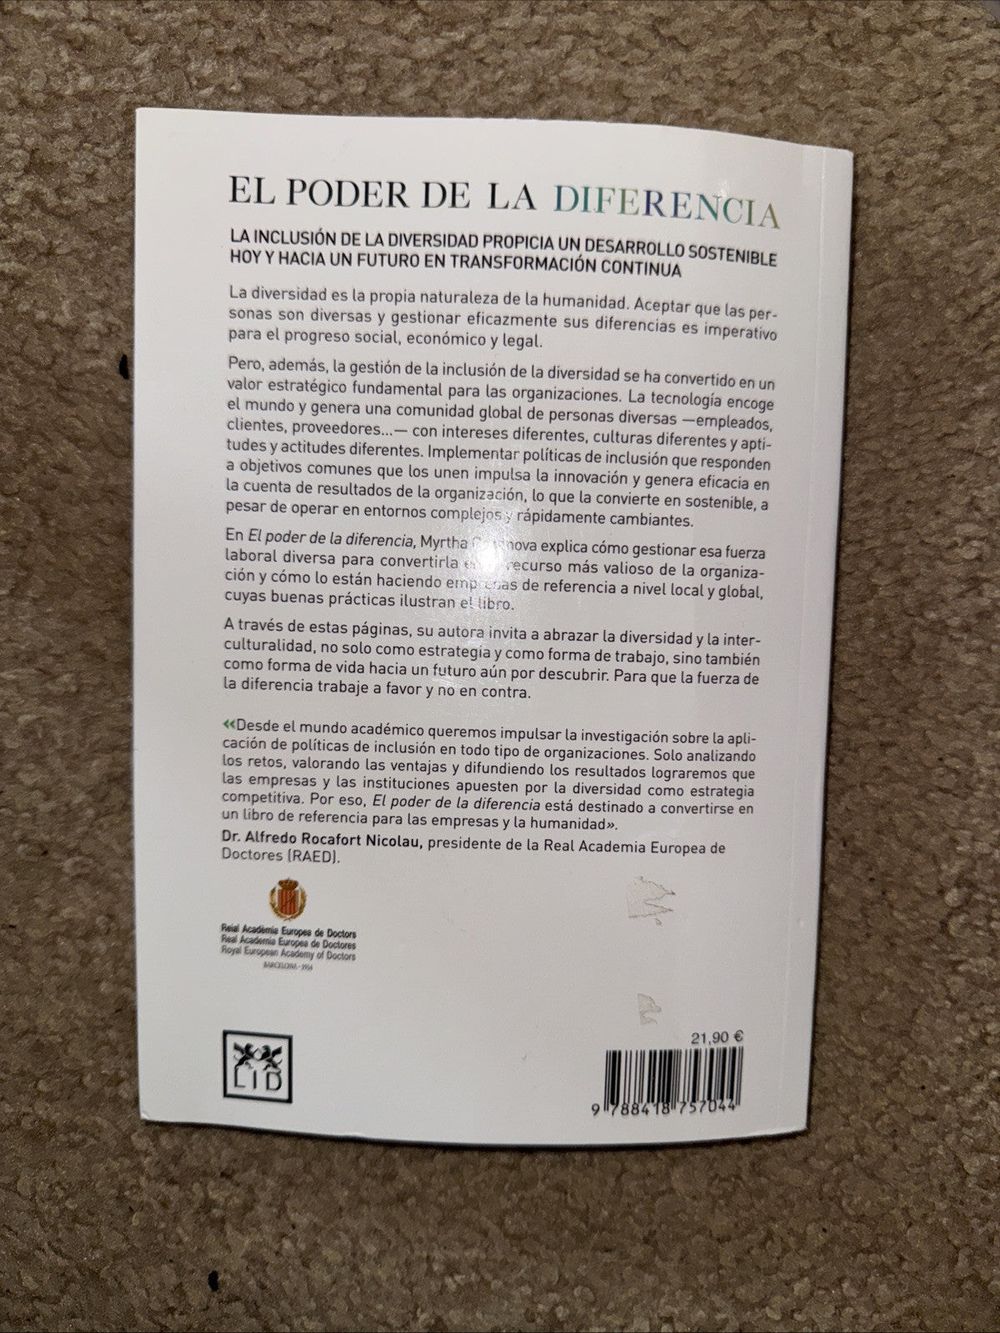 EL PODER DE LA DIFERENCIA
LA INCLUSIÓN DE LA DIVERSIDAD PROPICIA UN DESARROLLO SOSTENIBLE
HOY Y HACIA UN FUTURO EN TRANSFORMACIÓN CONTINUA
La diversidad es la propia naturaleza de la humanidad. Aceptar que las per-
sonas son diversas y gestionar eficazmente sus diferencias es imperativo
para el progreso social, económico y legal.
Pero, además, la gestión de la inclusión de la diversidad se ha convertido en un
valor estratégico fundamental para las organizaciones. La tecnología encoge
el mundo y genera una comunidad global de personas diversas —empleados,
clientes, proveedores...— con intereses diferentes, culturas diferentes y apti-
tudes y actitudes diferentes. Implementar políticas de inclusión que responden
a objetivos comunes que los unen impulsa la innovación y genera eficacia en
la cuenta de resultados de la organización, lo que la convierte en sostenible, a
pesar de operar en entornos complejos y rápidamente cambiantes.
En El poder de la diferencia, Myrtha explica cómo gestionar esa fuerza
laboral diversa para convertirla recurso más valioso de la organiza-
ción y cómo lo están haciendo empresas de referencia a nivel local y global,
cuyas buenas prácticas ilustran el libro.
A través de estas páginas, su autora invita a abrazar la diversidad y la inter-
culturalidad, no solo como estrategia y como forma de trabajo, sino también
como forma de vida hacia un futuro aún por descubrir. Para que la fuerza de
la diferencia trabaje a favor y no en contra.
«Desde el mundo académico queremos impulsar la investigación sobre la apli-
cación de políticas de inclusión en todo tipo de organizaciones. Solo analizando
los retos, valorando las ventajas y difundiendo los resultados lograremos que
las empresas y las instituciones apuesten por la diversidad como estrategia
competitiva. Por eso, El poder de la diferencia está destinado a convertirse en
un libro de referencia para las empresas y la humanidad».
Dr. Alfredo Rocafort Nicolau, presidente de la Real Academia Europea de
Doctores (RAED).
Reial Acadèmia Europea de Doctors
Real Academia Europea de Doctores
Royal European Academy of Doctors
BARCELONA - 1914
LID
21,90 €
9 788418 757044